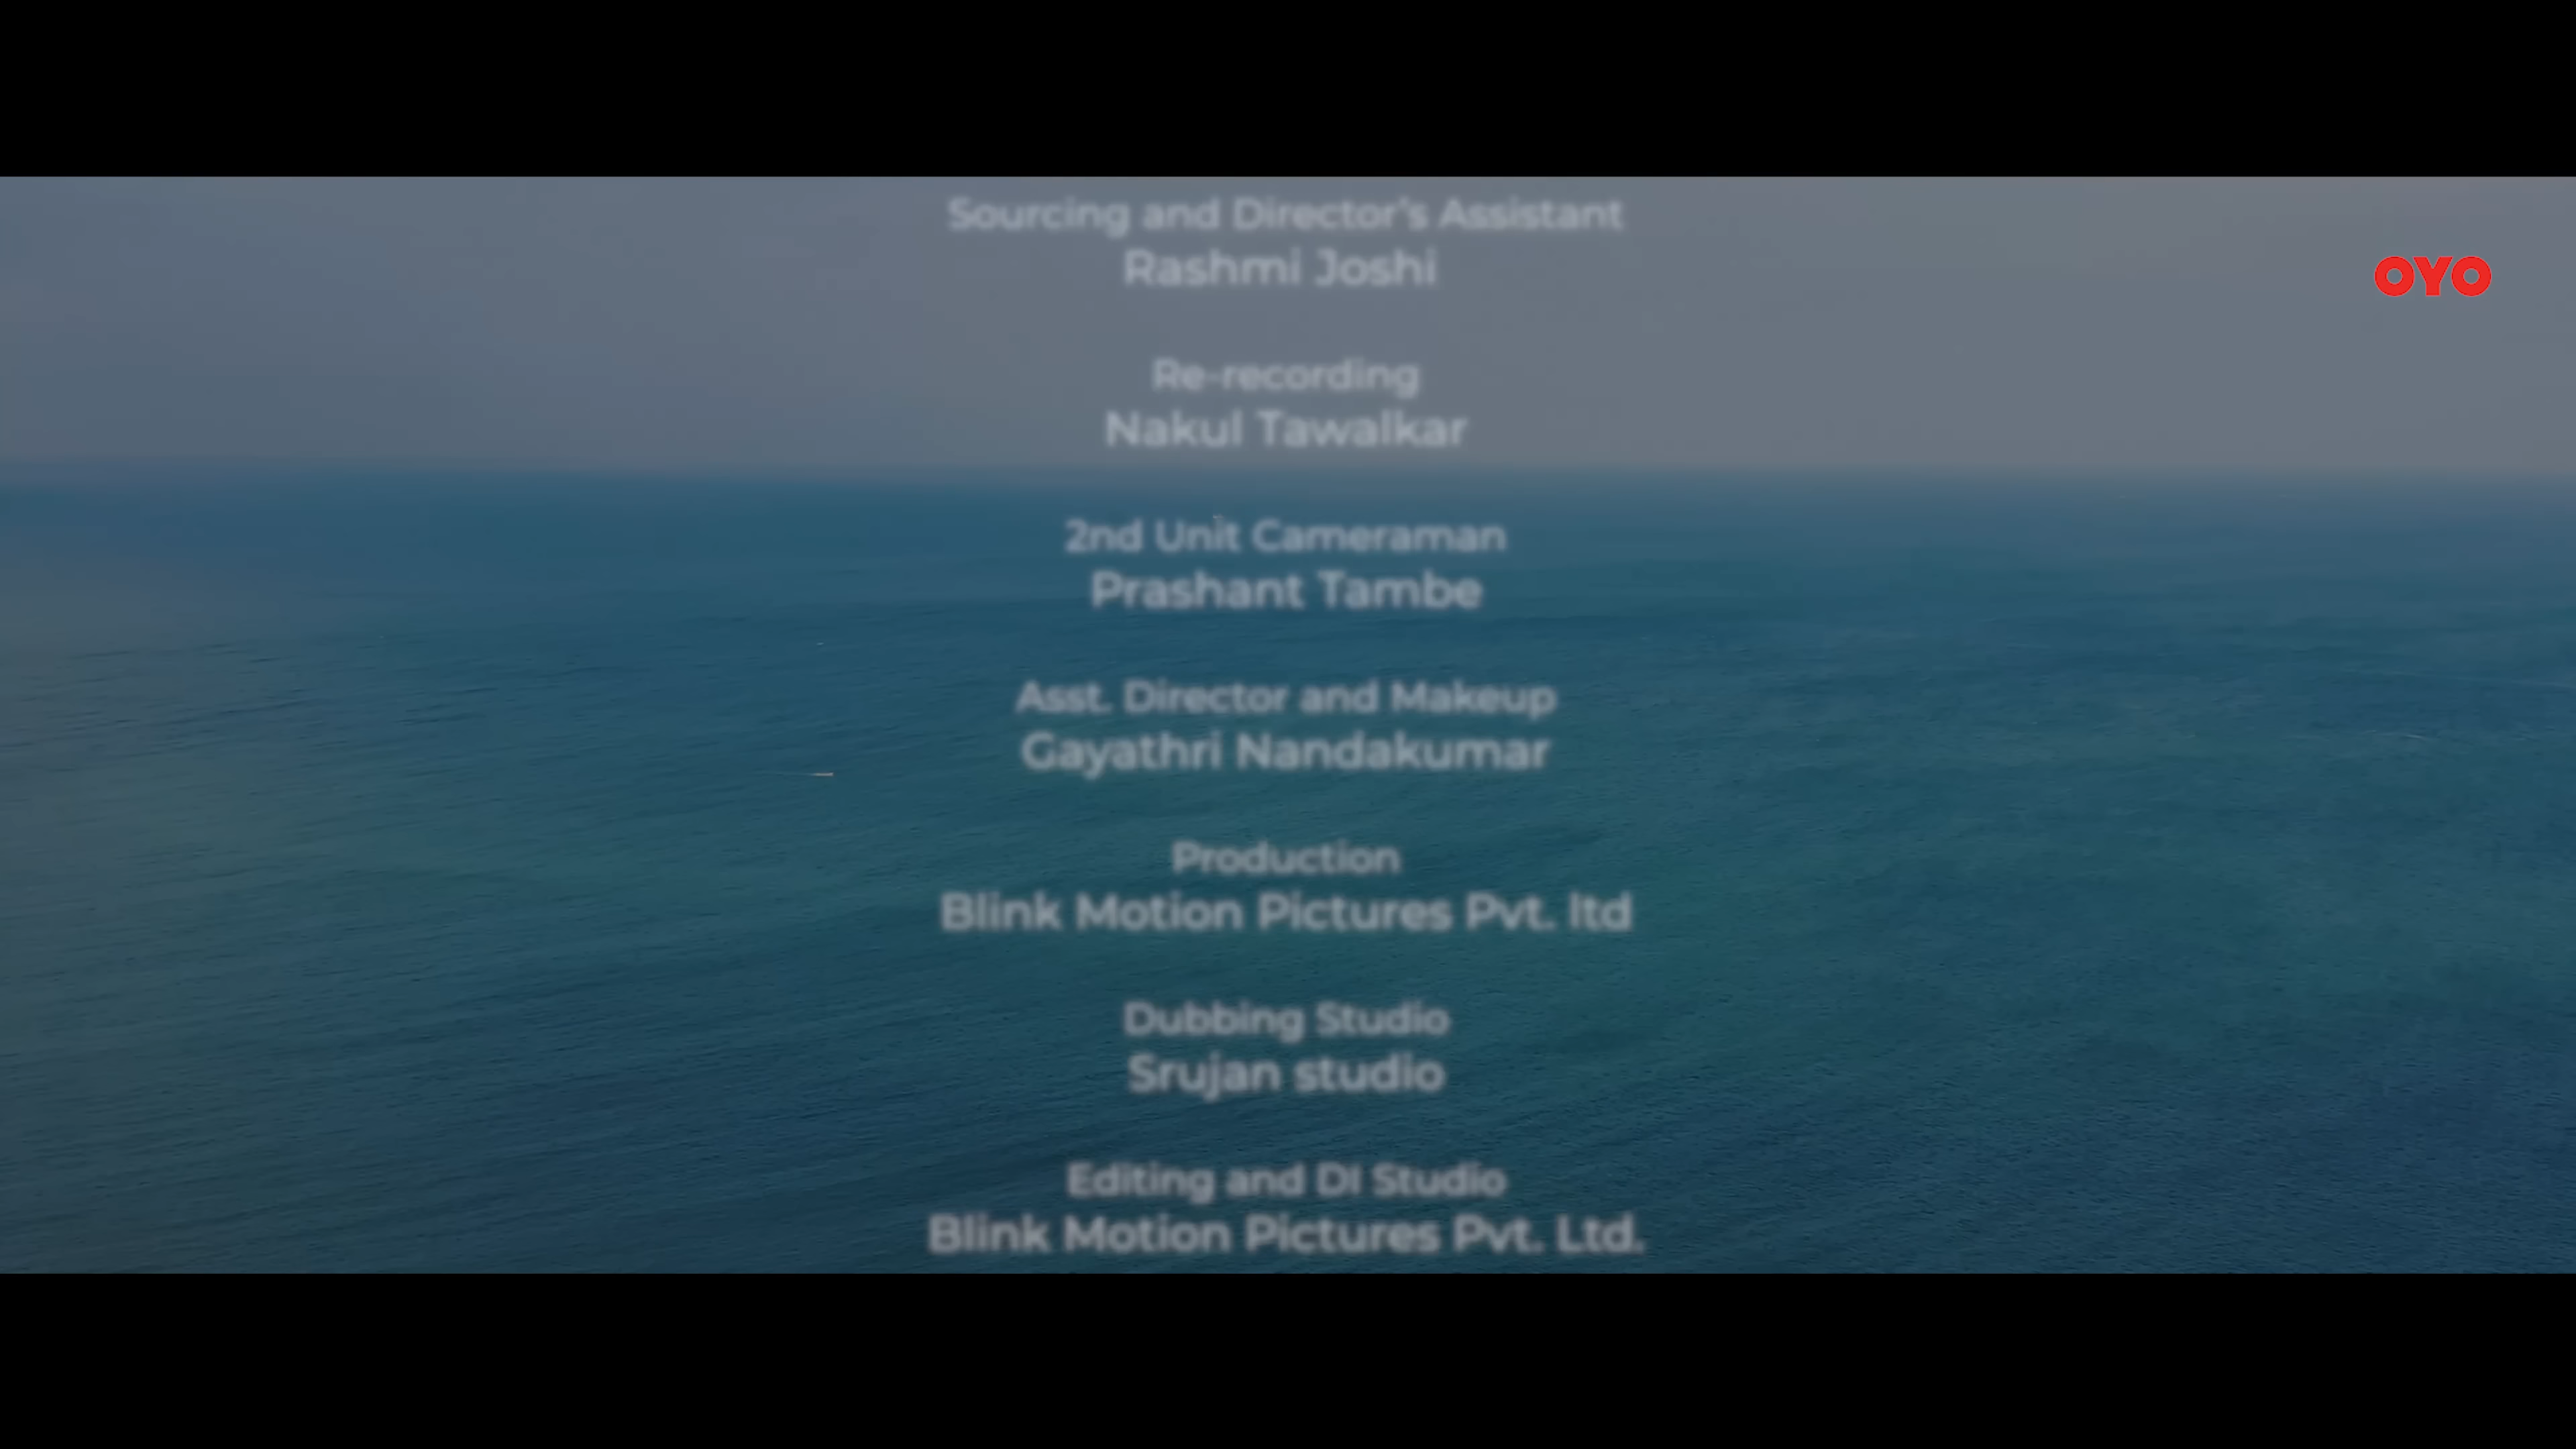 Sourcing and Director's Assistant
Rashmi Joshi
OYO
Re-recording
Nakul Tawalkar
2nd Unit Cameraman
Prashant Tambe
Asst. Director and Makeup
Gayathri Nandakumar
Production
Blink Motion Pictures Pvt. ltd
Dubbing Studio
Srujan studio
Editing and DI Studio
Blink Motion Pictures Pvt. Ltd.